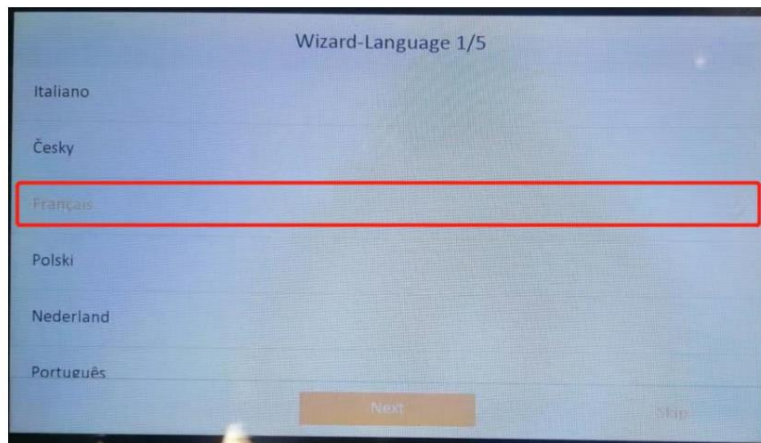 Wizard-Language 1/5
Italiano
Česky
Français
Polski
Nederland
Português
Next
Skip